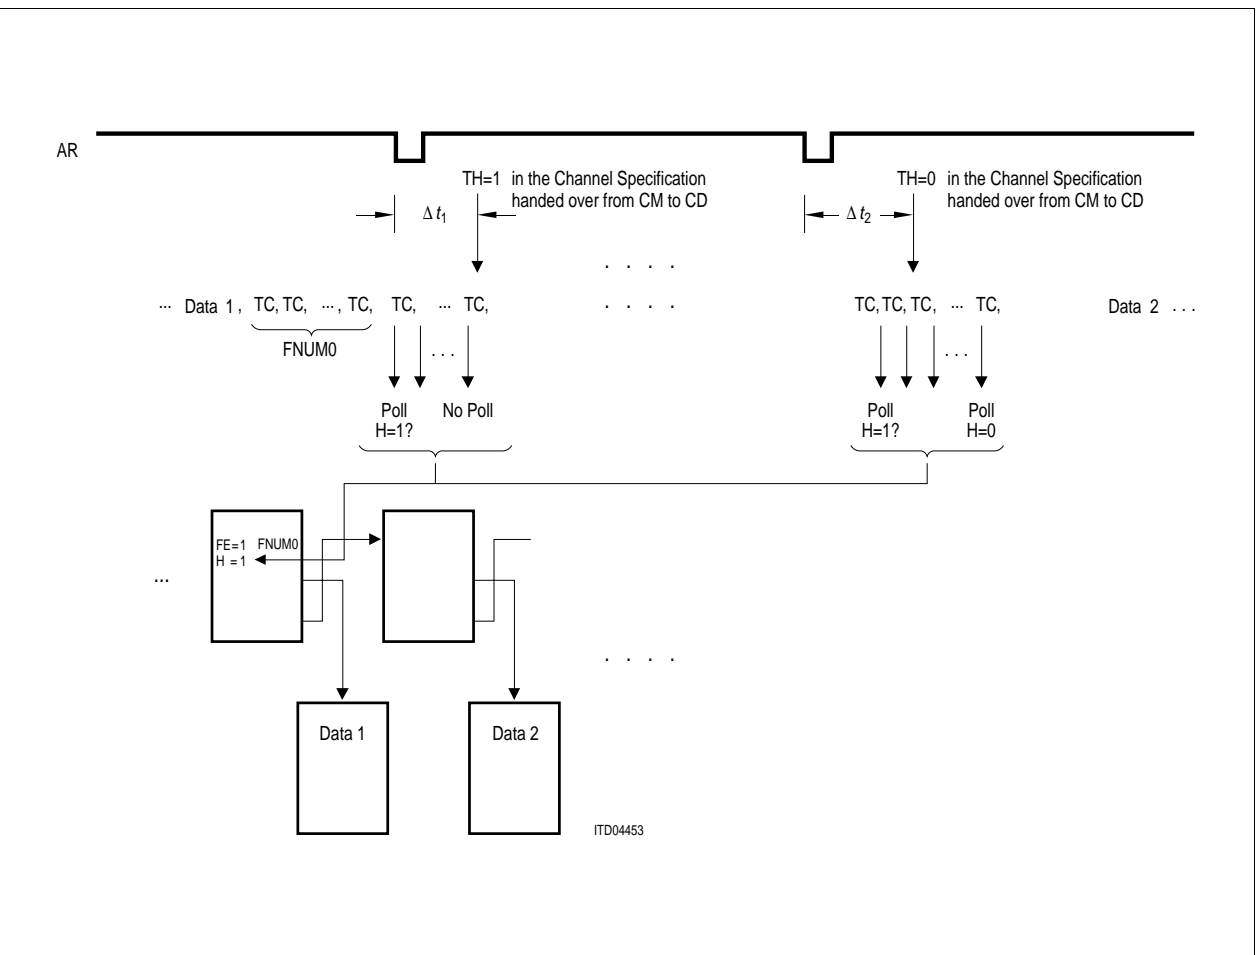 AR
TH=1 in the Channel Specification
handed over from CM to CD
TH=0 in the Channel Specification
handed over from CM to CD
Δ t1
Δ t2
. . . .
... Data 1 , TC, TC, ..., TC, TC, ... TC,
. . . .
TC, TC, TC, ... TC,
Data 2 . . .
FNUM0
. . .
. . .
Poll
H=1?
No Poll
Poll
H=1?
Poll
H=0
FE=1 FNUM0
H =1
...
. . . .
Data 1
Data 2
ITD04453